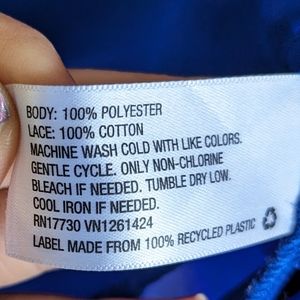 BODY: 100% POLYESTER
LACE: 100% COTTON
MACHINE WASH COLD WITH LIKE COLORS.
GENTLE CYCLE. ONLY NON-CHLORINE
BLEACH IF NEEDED. TUMBLE DRY LOW.
COOL IRON IF NEEDED.
RN17730 VN1261424
LABEL MADE FROM 100% RECYCLED PLASTIC